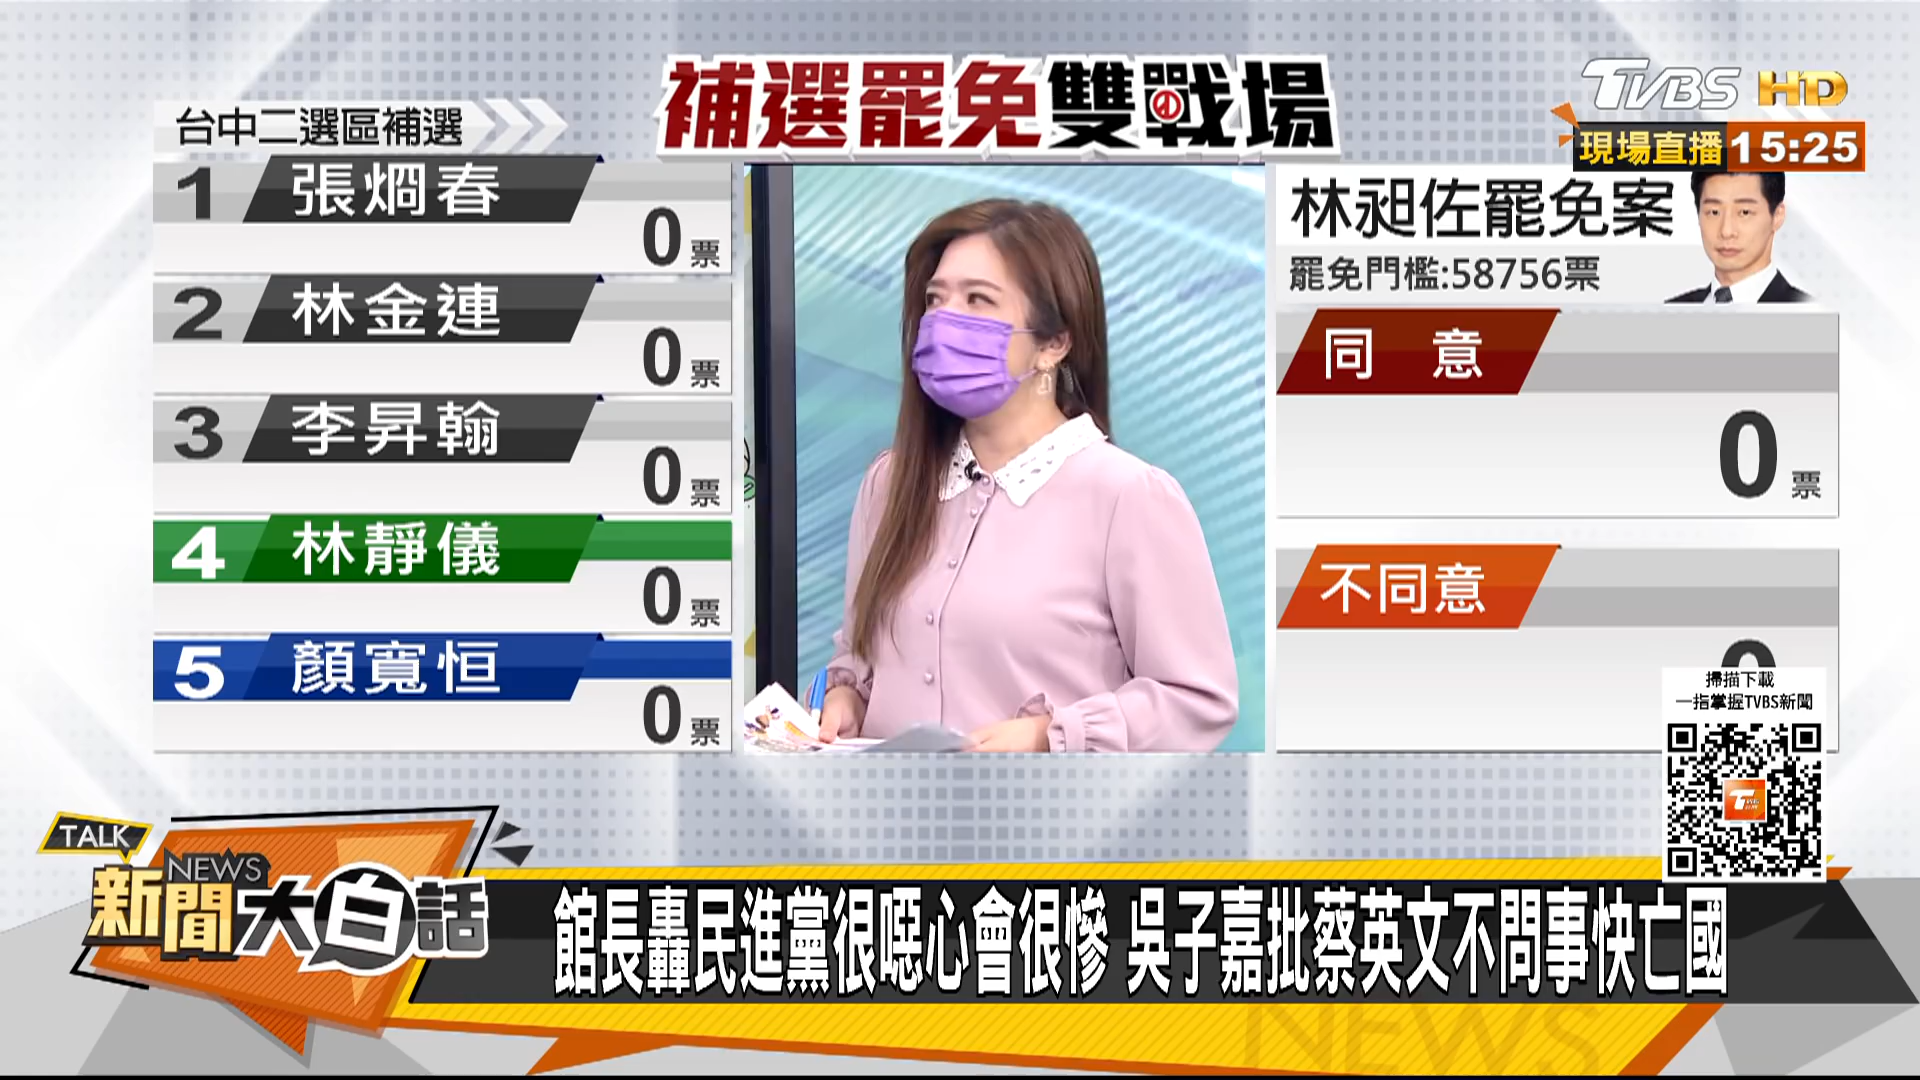 補選罷免雙戰場
TVBS HD
現場直播 15:25
台中二選區補選
1 張烱春
0票
2 林金連
0票
3 李昇翰
0票
4 林靜儀
0票
5 顏寬恒
0票
林昶佐罷免案
罷免門檻:58756票
同 意
0票
不同意
0
掃描下載
一指掌握TVBS新聞
TALK
NEWS
新聞大白話
館長轟民進黨很噁心會很慘 吳子嘉批蔡英文不問事快亡國
NEWS